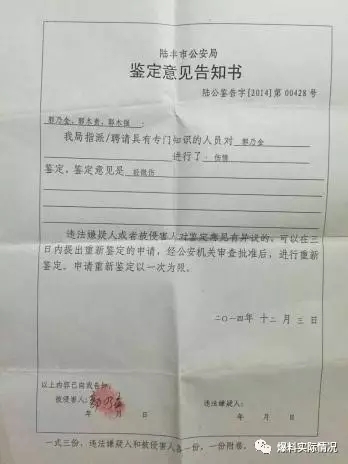 陆丰市公安局
鉴定意见告知书
陆公鉴告字[2014]第00428号
郭乃金、郭木贵、郭木强:
我局指派/聘请具有专门知识的人员对 郭乃金
进行了 伤情
鉴定。鉴定意见是 轻微伤
违法嫌疑人或者被侵害人对鉴定意见有异议的，可以在三
日内提出重新鉴定的申请，经公安机关审查批准后，进行重新
鉴定。申请重新鉴定以一次为限。
二〇一四年十二月三日
以上内容已向我告知。
被侵害人:
违法嫌疑人:
年 月 日
年 月 日
一式三份，违法嫌疑人和被侵害人各一份，一份附卷。
爆料实际情况